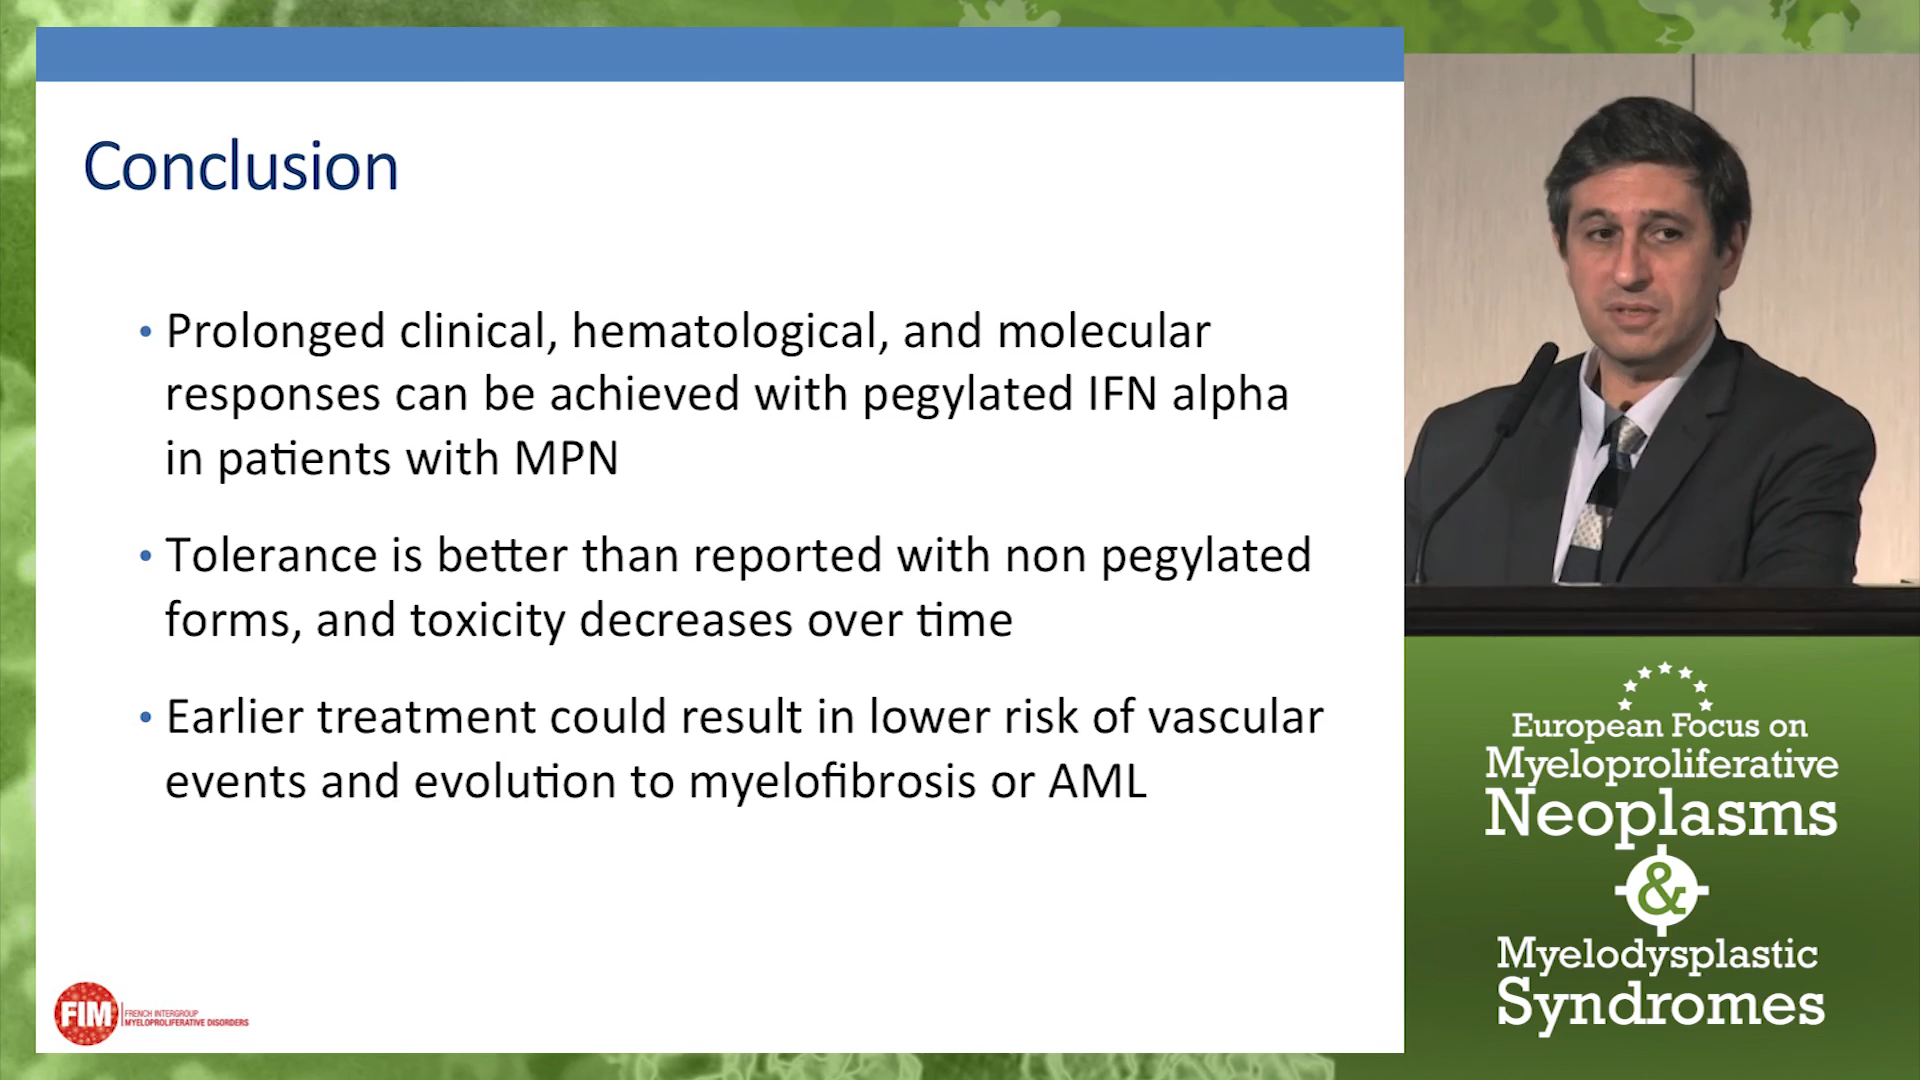 Conclusion
• Prolonged clinical, hematological, and molecular
responses can be achieved with pegylated IFN alpha
in patients with MPN
• Tolerance is better than reported with non pegylated
forms, and toxicity decreases over time
• Earlier treatment could result in lower risk of vascular
events and evolution to myelofibrosis or AML
FIM
FRENCH INTERGROUP
MYELOPROLIFERATIVE DISORDERS
European Focus on
Myeloproliferative
Neoplasms
&
Myelodysplastic
Syndromes